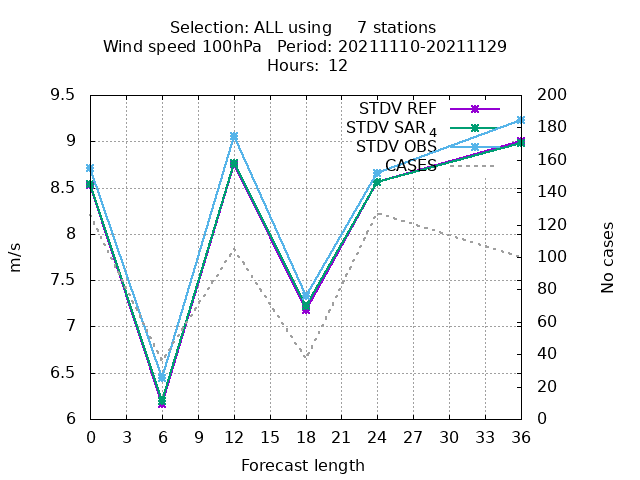 Selection: ALL using     7 stations
Wind speed 100hPa   Period: 20211110-20211129
Hours:  12
STDV REF
STDV SAR 4
STDV OBS
CASES
9.5
9
8.5
8
7.5
7
6.5
6
m/s
200
180
160
140
120
100
80
60
40
20
0
No cases
0 3 6 9 12 15 18 21 24 27 30 33 36
Forecast length